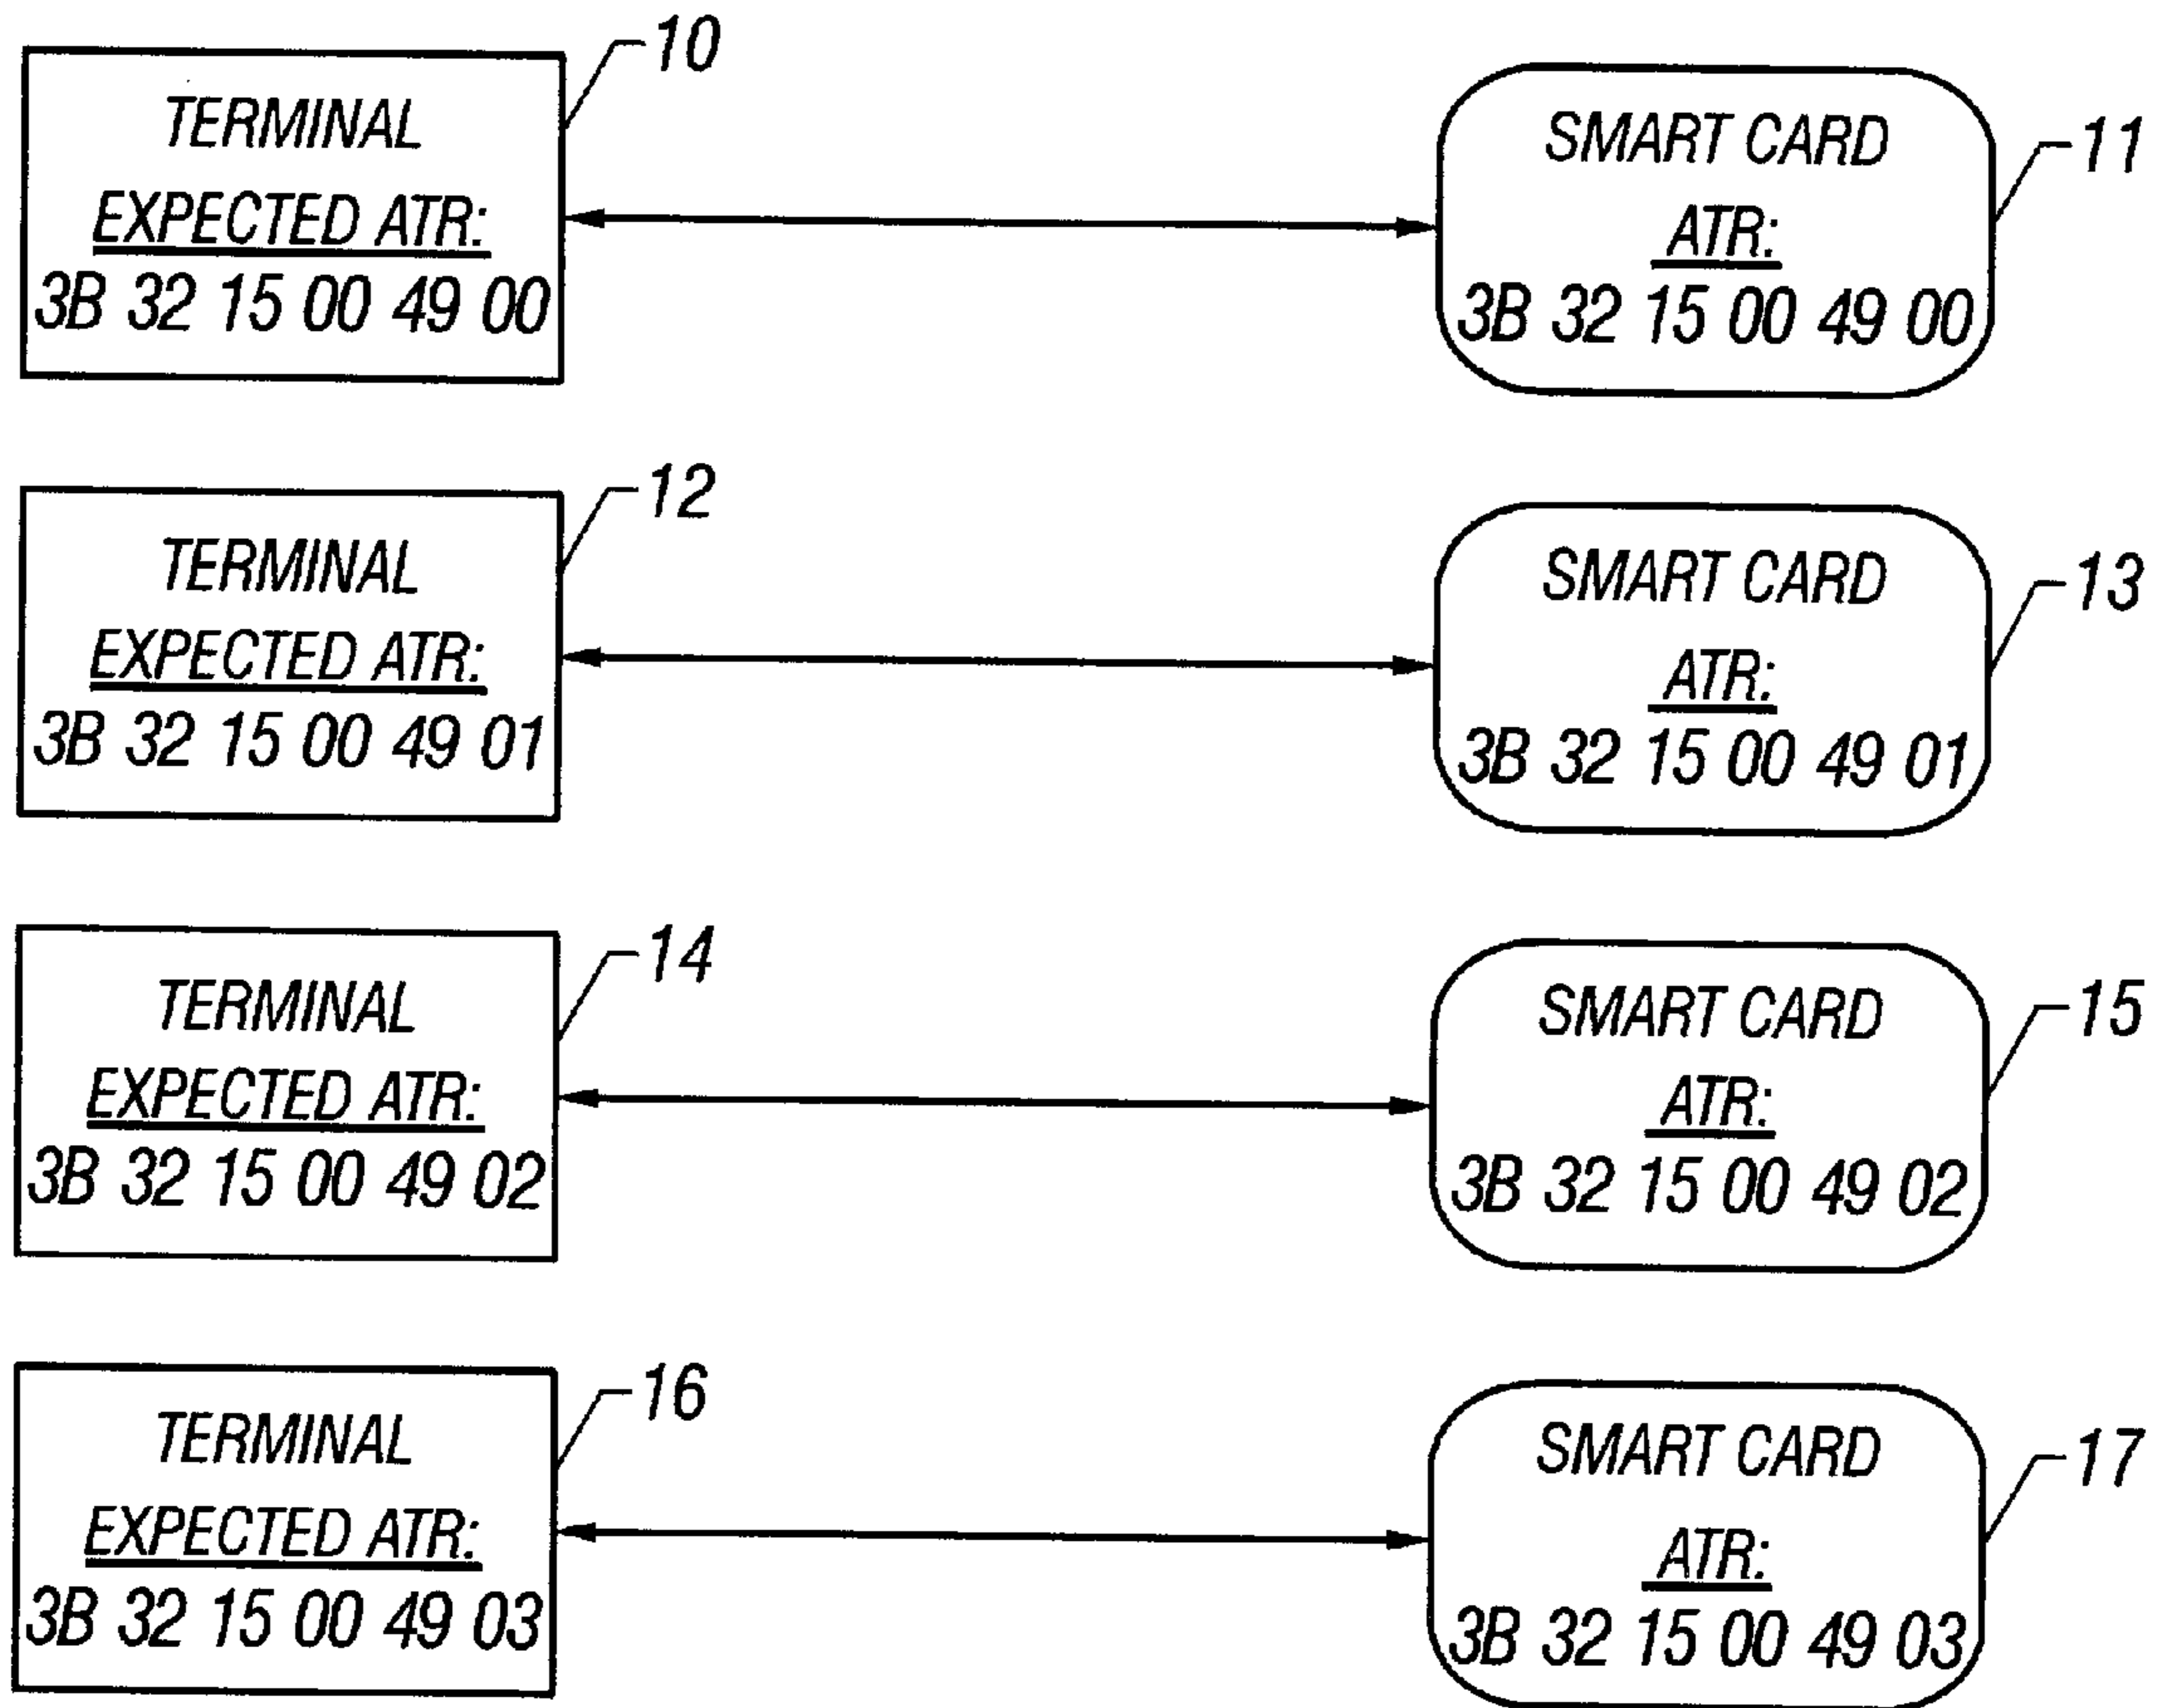 10
TERMINAL
EXPECTED ATR:
3B 32 15 00 49 00
11
SMART CARD
ATR:
3B 32 15 00 49 00
12
TERMINAL
EXPECTED ATR:
3B 32 15 00 49 01
13
SMART CARD
ATR:
3B 32 15 00 49 01
14
TERMINAL
EXPECTED ATR:
3B 32 15 00 49 02
15
SMART CARD
ATR:
3B 32 15 00 49 02
16
TERMINAL
EXPECTED ATR:
3B 32 15 00 49 03
17
SMART CARD
ATR:
3B 32 15 00 49 03